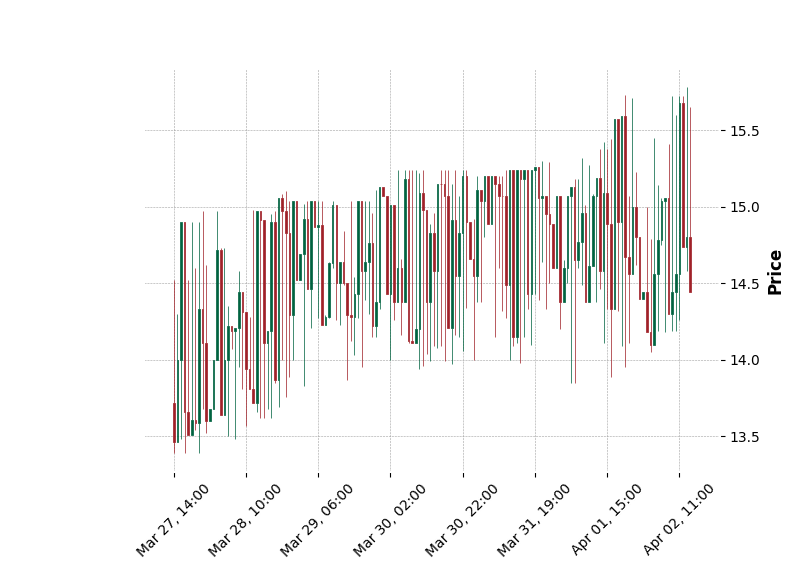 15.5
15.0
14.5
14.0
13.5
Price
Mar 27, 14:00
Mar 28, 10:00
Mar 29, 06:00
Mar 30, 02:00
Mar 30, 22:00
Mar 31, 19:00
Apr 01, 15:00
Apr 02, 11:00